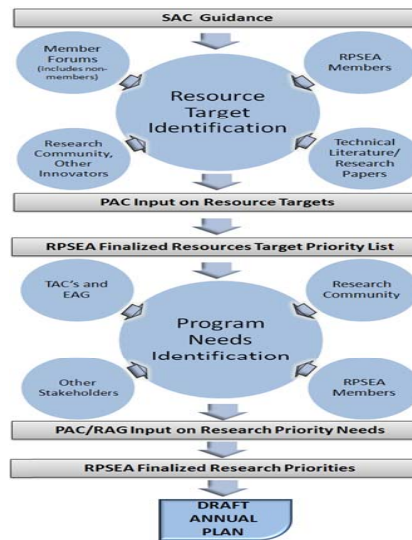 SAC Guidance
Member
Forums
(Includes non-
members)
RPSEA
Members
Resource
Target
Identification
Research
Community,
Other
Innovators
Technical
Literature/
Research
Papers
PAC Input on Resource Targets
RPSEA Finalized Resources Target Priority List
TAC's and
EAG
Research
Community
Program
Needs
Identification
Other
Stakeholders
RPSEA
Members
PAC/RAG Input on Research Priority Needs
RPSEA Finalized Research Priorities
DRAFT
ANNUAL
PLAN